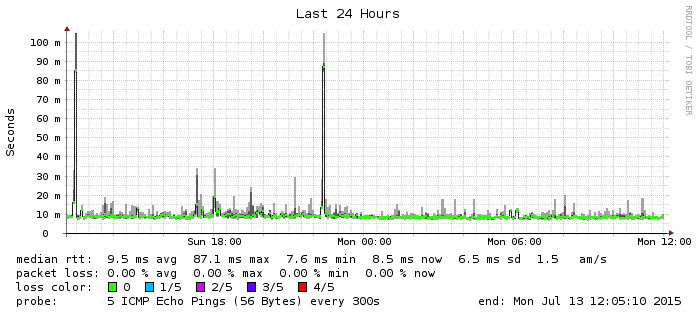 Last 24 Hours
RRDTOOL / TOBI OETIKER
Seconds
100 m
90 m
80 m
70 m
60 m
50 m
40 m
30 m
20 m
10 m
0
Sun 18:00 Mon 00:00 Mon 06:00 Mon 12:00
median rtt: 9.5 ms avg 87.1 ms max 7.6 ms min 8.5 ms now 6.5 ms sd 1.5 am/s
packet loss: 0.00 % avg 0.00 % max 0.00 % min 0.00 % now
loss color: 0 1/5 2/5 3/5 4/5
probe: 5 ICMP Echo Pings (56 Bytes) every 300s end: Mon Jul 13 12:05:10 2015